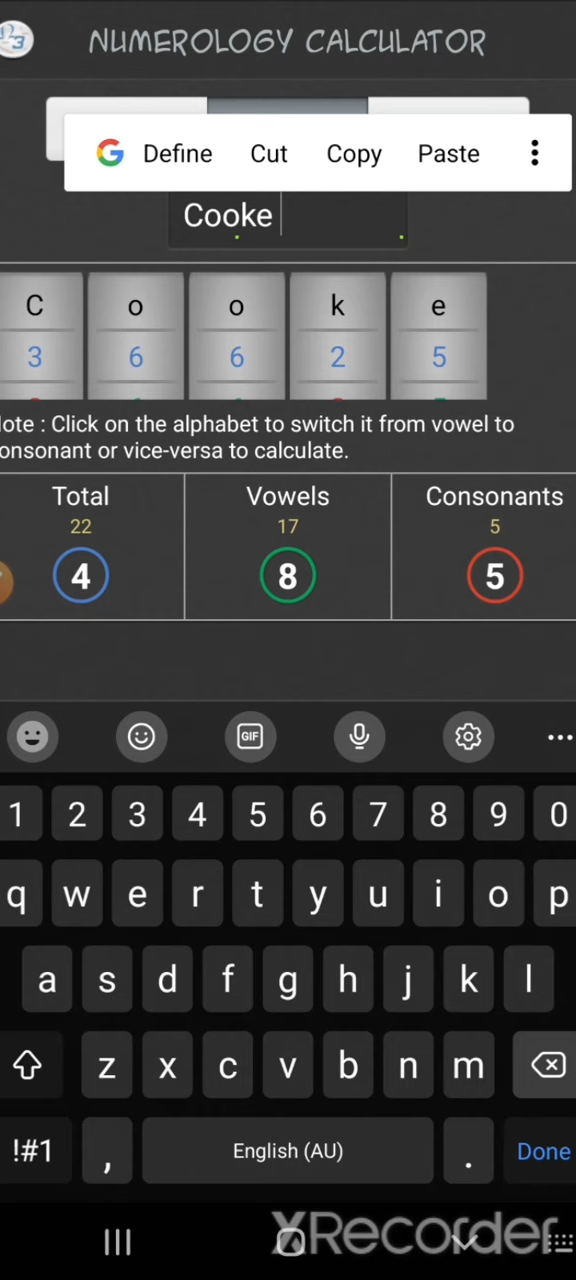 NUMEROLOGY CALCULATOR
Define Cut Copy Paste
Cooke
C o o k e
3 6 6 2 5
ote : Click on the alphabet to switch it from vowel to
onsonant or vice-versa to calculate.
Total Vowels Consonants
22 17 5
4 8 5
GIF
1 2 3 4 5 6 7 8 9 0
q w e r t y u i o p
a s d f g h j k l
z x c v b n m
!#1 , English (AU) . Done
XRecorder